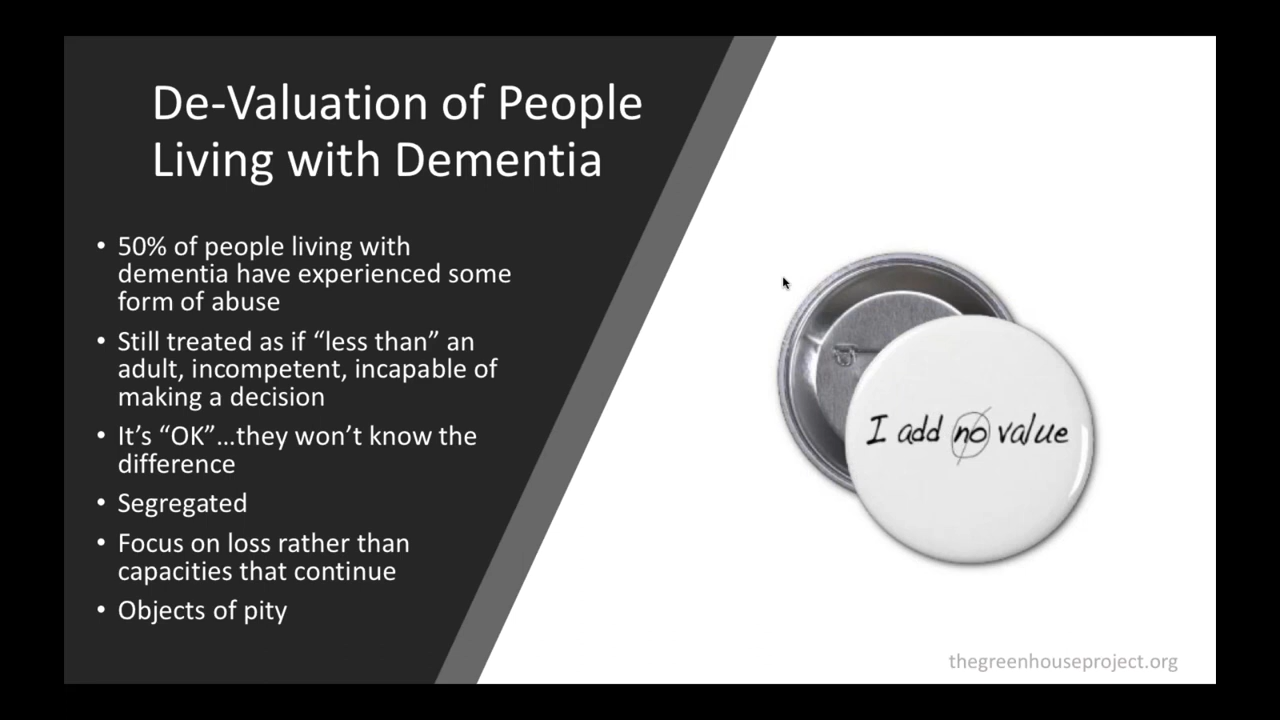 De-Valuation of People
Living with Dementia
• 50% of people living with
dementia have experienced some
form of abuse
• Still treated as if “less than” an
adult, incompetent, incapable of
making a decision
• It’s “OK”…they won’t know the
difference
• Segregated
• Focus on loss rather than
capacities that continue
• Objects of pity
I add no value
thegreenhouseproject.org